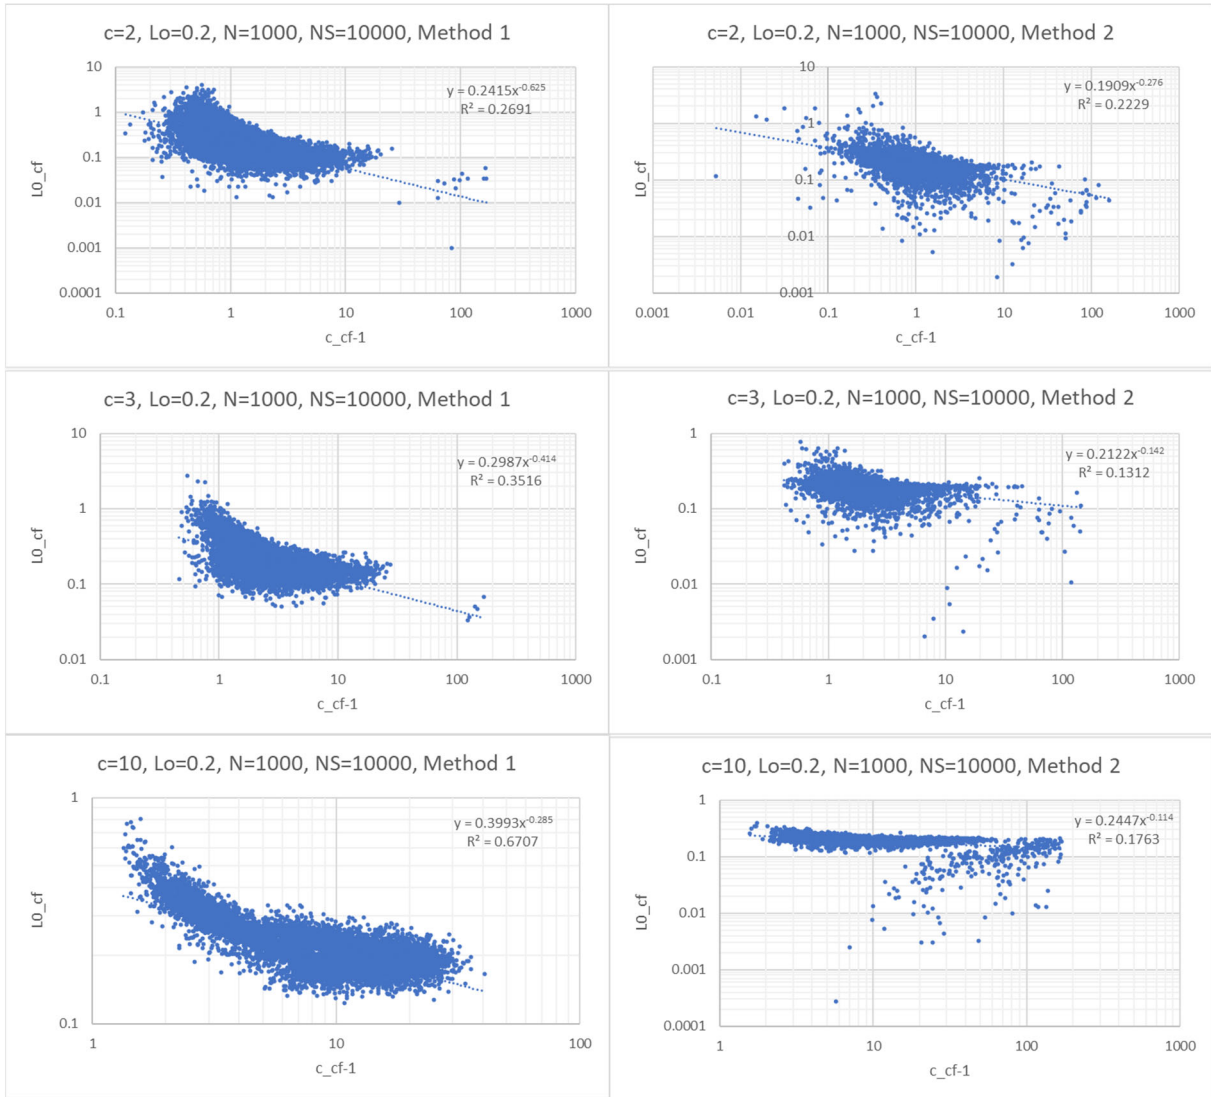 c=2, Lo=0.2, N=1000, NS=10000, Method 1
10
1
0.1
0.01
0.001
0.0001
L0_cf
y = 0.2415x^-0.625
R² = 0.2691
0.1 1 10 100 1000
c_cf-1
c=2, Lo=0.2, N=1000, NS=10000, Method 2
10
1
0.1
0.01
0.001
L0_cf
y = 0.1909x^-0.276
R² = 0.2229
0.001 0.01 0.1 1 10 100 1000
c_cf-1
c=3, Lo=0.2, N=1000, NS=10000, Method 1
10
1
0.1
0.01
L0_cf
y = 0.2987x^-0.414
R² = 0.3516
0.1 1 10 100 1000
c_cf-1
c=3, Lo=0.2, N=1000, NS=10000, Method 2
1
0.1
0.01
0.001
L0_cf
y = 0.2122x^-0.142
R² = 0.1312
0.1 1 10 100 1000
c_cf-1
c=10, Lo=0.2, N=1000, NS=10000, Method 1
1
0.1
L0_cf
y = 0.3993x^-0.285
R² = 0.6707
1 10 100
c_cf-1
c=10, Lo=0.2, N=1000, NS=10000, Method 2
1
0.1
0.01
0.001
0.0001
L0_cf
y = 0.2447x^-0.114
R² = 0.1763
1 10 100 1000
c_cf-1